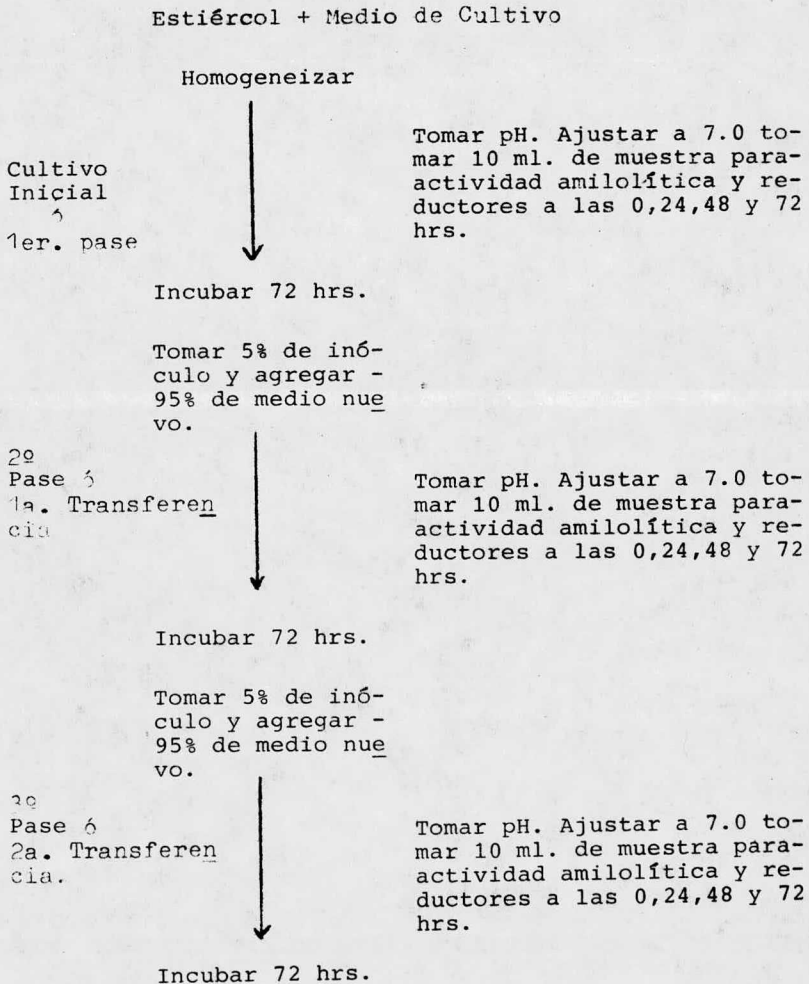 Estiércol + Medio de Cultivo
Homogeneizar
Cultivo
Inicial
ó
1er. pase
Tomar pH. Ajustar a 7.0 to-
mar 10 ml. de muestra para-
actividad amilolítica y re-
ductores a las 0,24,48 y 72
hrs.
Incubar 72 hrs.
Tomar 5% de inó-
culo y agregar -
95% de medio nue
vo.
2º
Pase ó
1a. Transferen
cia
Tomar pH. Ajustar a 7.0 to-
mar 10 ml. de muestra para-
actividad amilolítica y re-
ductores a las 0,24,48 y 72
hrs.
Incubar 72 hrs.
Tomar 5% de inó-
culo y agregar -
95% de medio nue
vo.
3º
Pase ó
2a. Transferen
cia.
Tomar pH. Ajustar a 7.0 to-
mar 10 ml. de muestra para-
actividad amilolítica y re-
ductores a las 0,24,48 y 72
hrs.
Incubar 72 hrs.